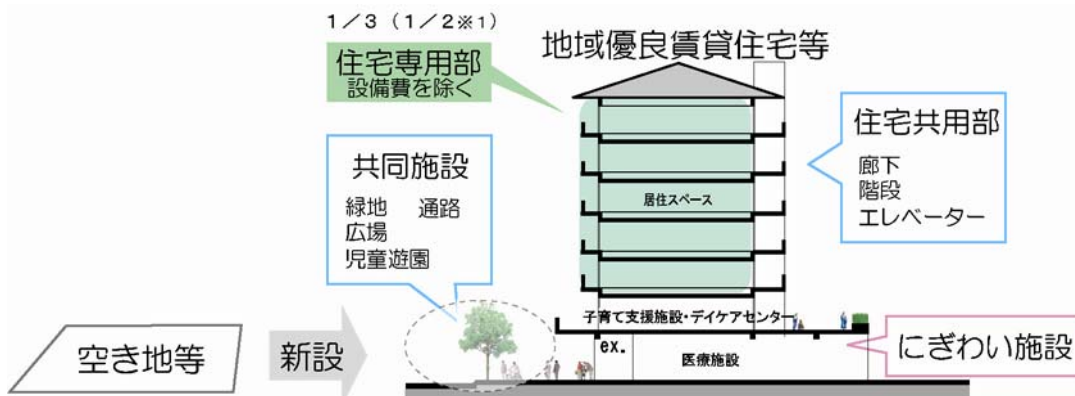 1／3（1／2※1）
住宅専用部
設備費を除く
地域優良賃貸住宅等
住宅共用部
廊下
階段
エレベーター
共同施設
緑地　通路
広場
児童遊園
居住スペース
子育て支援施設・デイケアセンター
空き地等
新設
ex.
医療施設
にぎわい施設